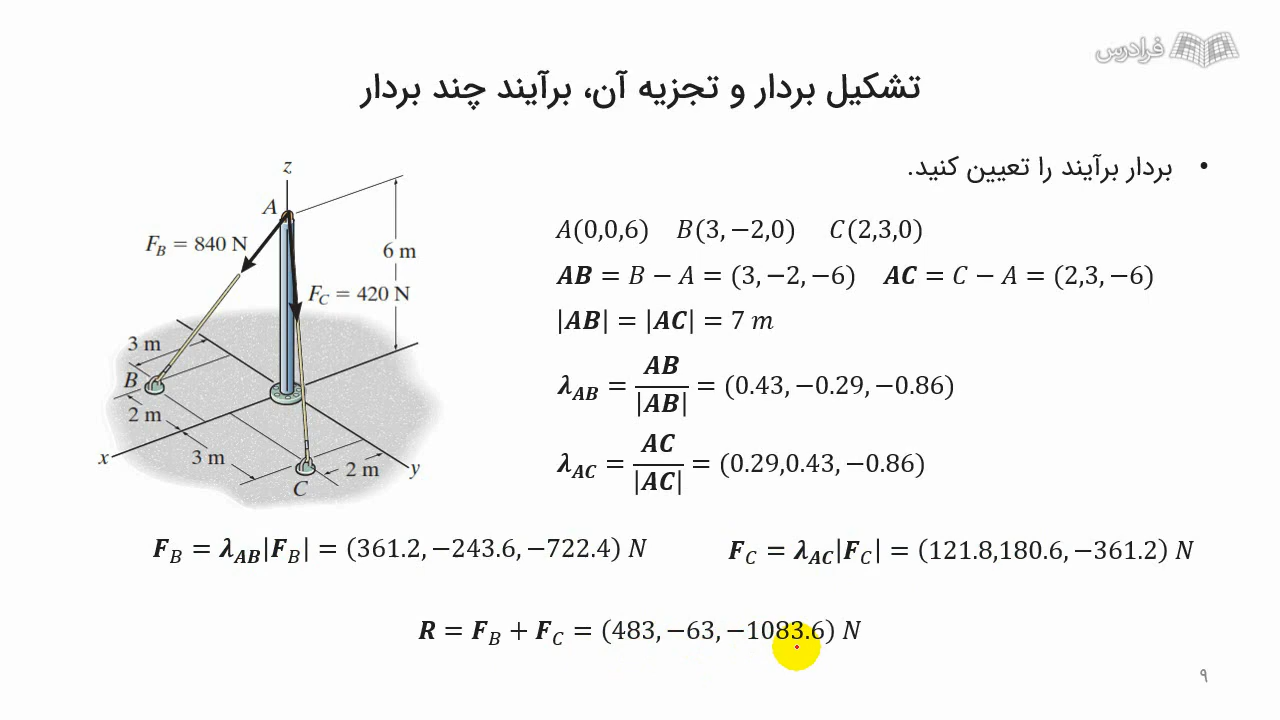 فرادرس
تشکیل بردار و تجزیه آن، برآیند چند بردار
• بردار برآیند را تعیین کنید.
z
A
F_B = 840 N
6 m
F_C = 420 N
3 m
B
2 m
x
3 m
2 m
y
C
A(0,0,6) B(3,−2,0) C(2,3,0)
AB = B − A = (3,−2,−6) AC = C − A = (2,3,−6)
|AB| = |AC| = 7 m
λ_AB = AB / |AB| = (0.43,−0.29,−0.86)
λ_AC = AC / |AC| = (0.29,0.43,−0.86)
F_B = λ_AB|F_B| = (361.2,−243.6,−722.4) N F_C = λ_AC|F_C| = (121.8,180.6,−361.2) N
R = F_B + F_C = (483,−63,−1083.6) N
۹